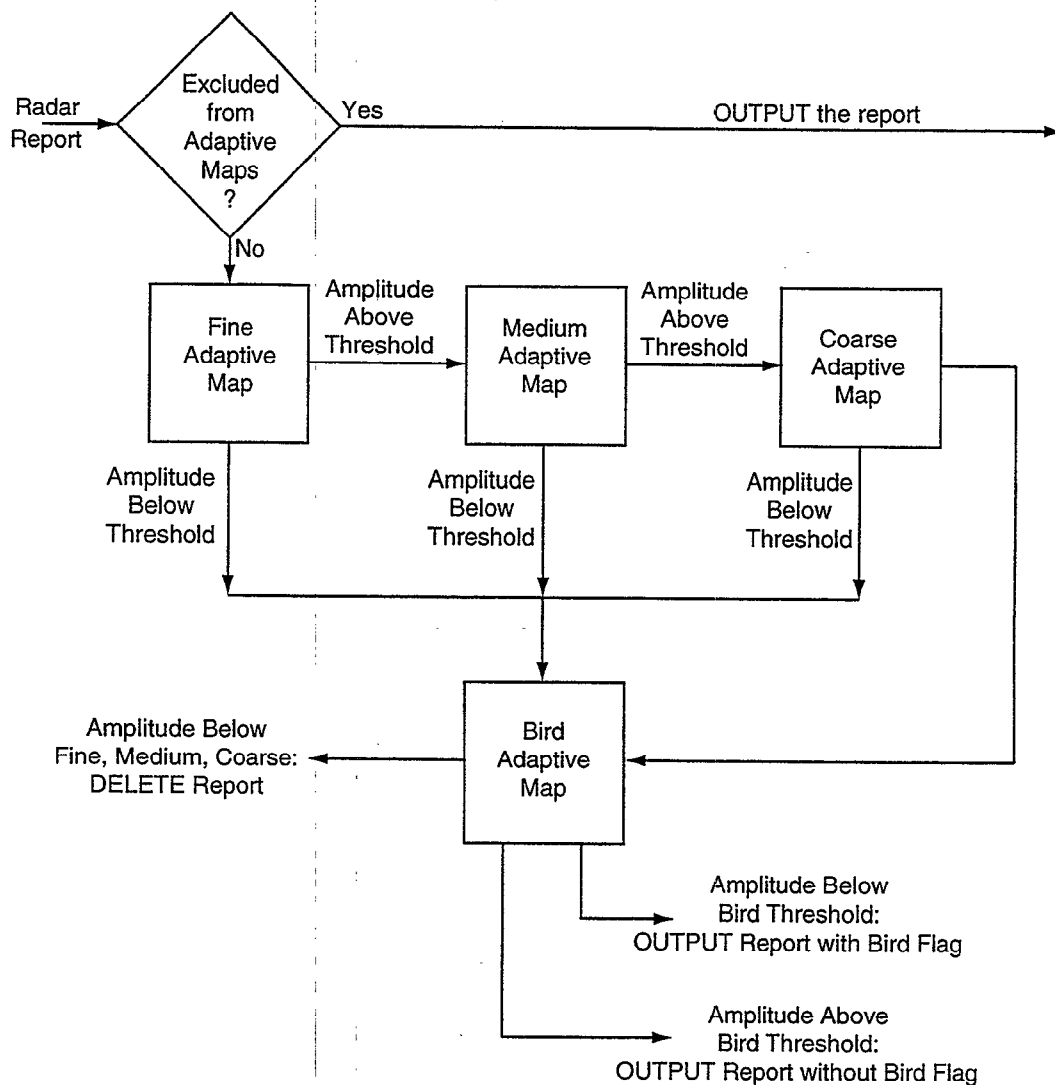 Radar
Report
Excluded
from
Adaptive
Maps
?
Yes
OUTPUT the report
No
Fine
Adaptive
Map
Amplitude
Above
Threshold
Medium
Adaptive
Map
Amplitude
Above
Threshold
Coarse
Adaptive
Map
Amplitude
Below
Threshold
Amplitude
Below
Threshold
Amplitude
Below
Threshold
Bird
Adaptive
Map
Amplitude Below
Fine, Medium, Coarse:
DELETE Report
Amplitude Below
Bird Threshold:
OUTPUT Report with Bird Flag
Amplitude Above
Bird Threshold:
OUTPUT Report without Bird Flag